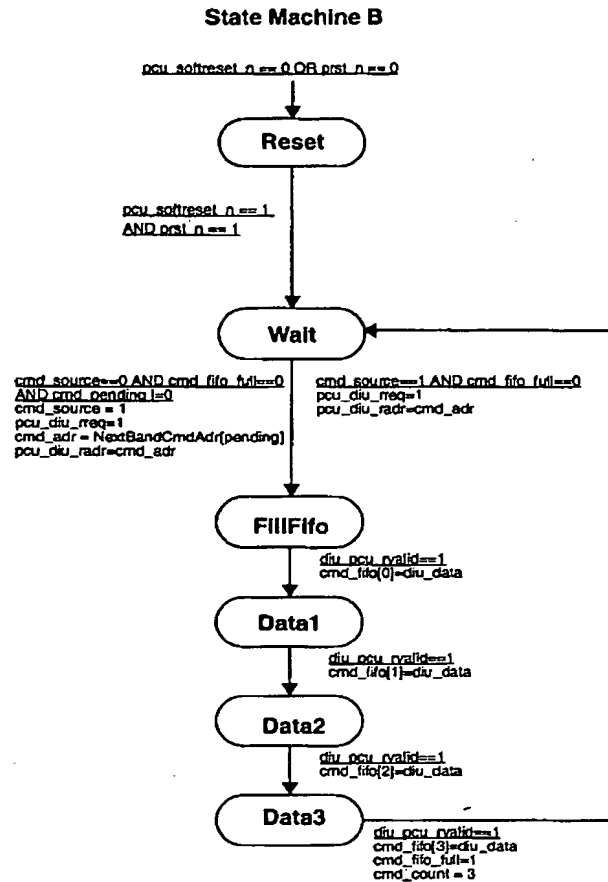 State Machine B
pcu_softreset_n == 0 OR prst_n == 0
Reset
pcu_softreset_n == 1
AND prst_n == 1
Wait
cmd_source==0 AND cmd_fifo_full==0
AND cmd_pending !=0
cmd_source = 1
pcu_diu_rreq=1
cmd_adr = NextBandCmdAdr[pending]
pcu_diu_radr=cmd_adr
cmd_source==1 AND cmd_fifo_full==0
pcu_diu_rreq=1
pcu_diu_radr=cmd_adr
FillFifo
diu_pcu_rvalid==1
cmd_fifo[0]=diu_data
Data1
diu_pcu_rvalid==1
cmd_fifo[1]=diu_data
Data2
diu_pcu_rvalid==1
cmd_fifo[2]=diu_data
Data3
diu_pcu_rvalid==1
cmd_fifo[3]=diu_data
cmd_fifo_full=1
cmd_count = 3